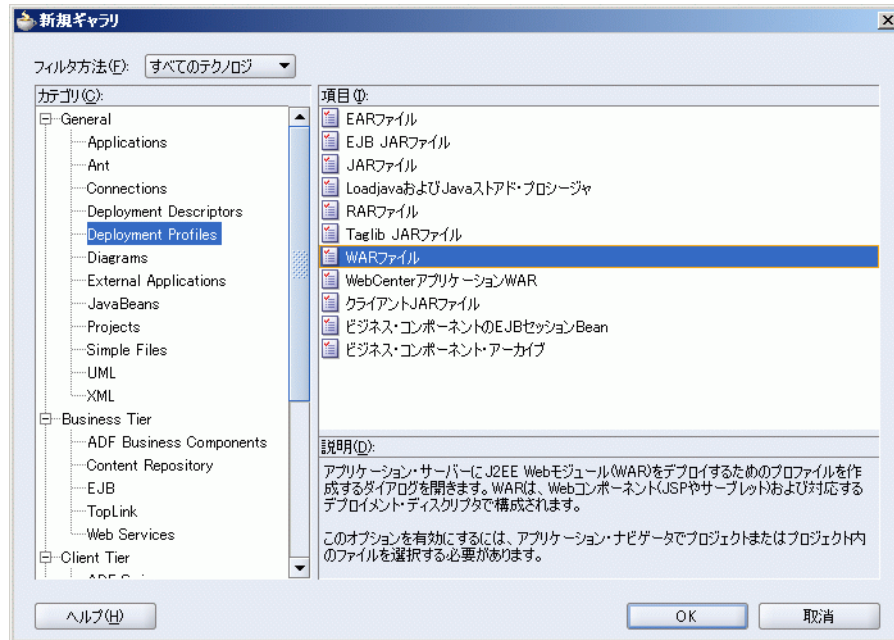 新規ギャラリ
フィルタ方法(F): すべてのテクノロジ
カテゴリ(C):
General
Applications
Ant
Connections
Deployment Descriptors
Deployment Profiles
Diagrams
External Applications
JavaBeans
Projects
Simple Files
UML
XML
Business Tier
ADF Business Components
Content Repository
EJB
TopLink
Web Services
Client Tier
項目(I):
EARファイル
EJB JARファイル
JARファイル
LoadjavaおよびJavaストアド・プロシージャ
RARファイル
Taglib JARファイル
WARファイル
WebCenterアプリケーションWAR
クライアントJARファイル
ビジネス・コンポーネントのEJBセッションBean
ビジネス・コンポーネント・アーカイブ
説明(D):
アプリケーション・サーバーにJ2EE Webモジュール(WAR)をデプロイするためのプロファイルを作
成するダイアログを開きます。WARは、Webコンポーネント(JSPやサーブレット)および対応する
デプロイメント・ディスクリプタで構成されます。
このオプションを有効にするには、アプリケーション・ナビゲータでプロジェクトまたはプロジェクト内
のファイルを選択する必要があります。
ヘルプ(H)
OK
取消